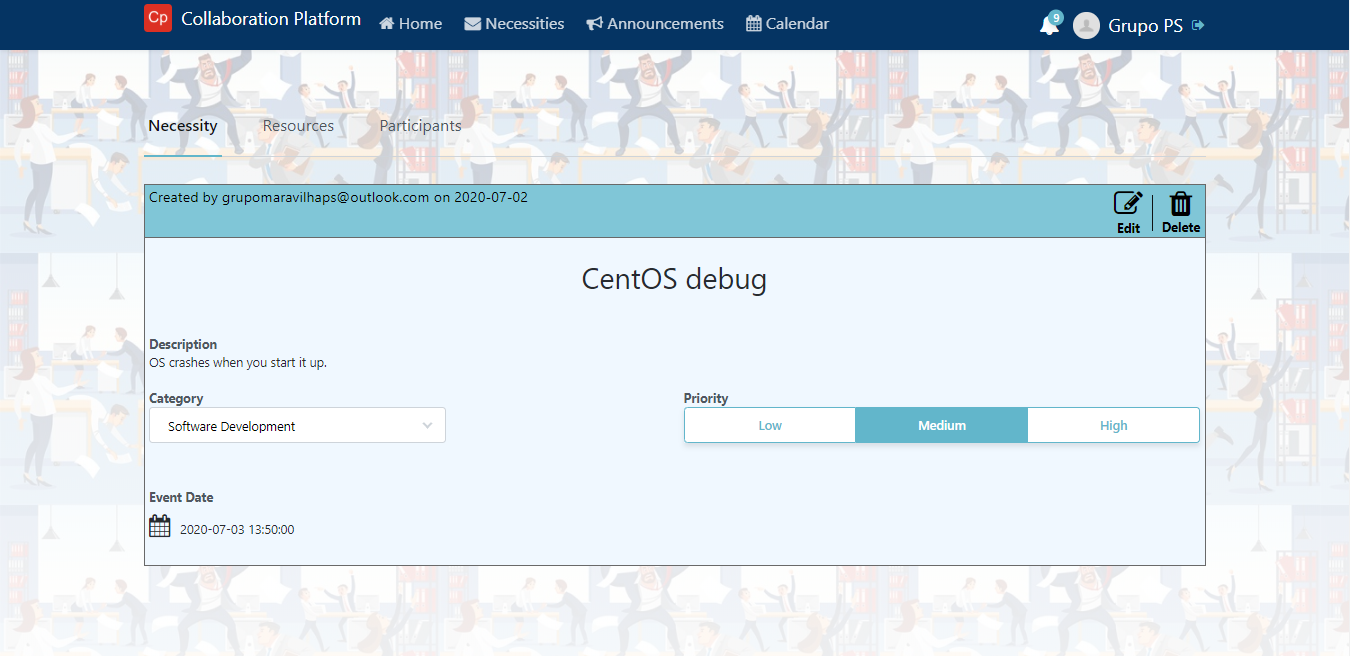 Cp Collaboration Platform Home Necessities Announcements Calendar 9 Grupo PS
Necessity Resources Participants
Created by grupomaravilhaps@outlook.com on 2020-07-02
Edit Delete
CentOS debug
Description
OS crashes when you start it up.
Category Priority
Software Development Low Medium High
Event Date
2020-07-03 13:50:00